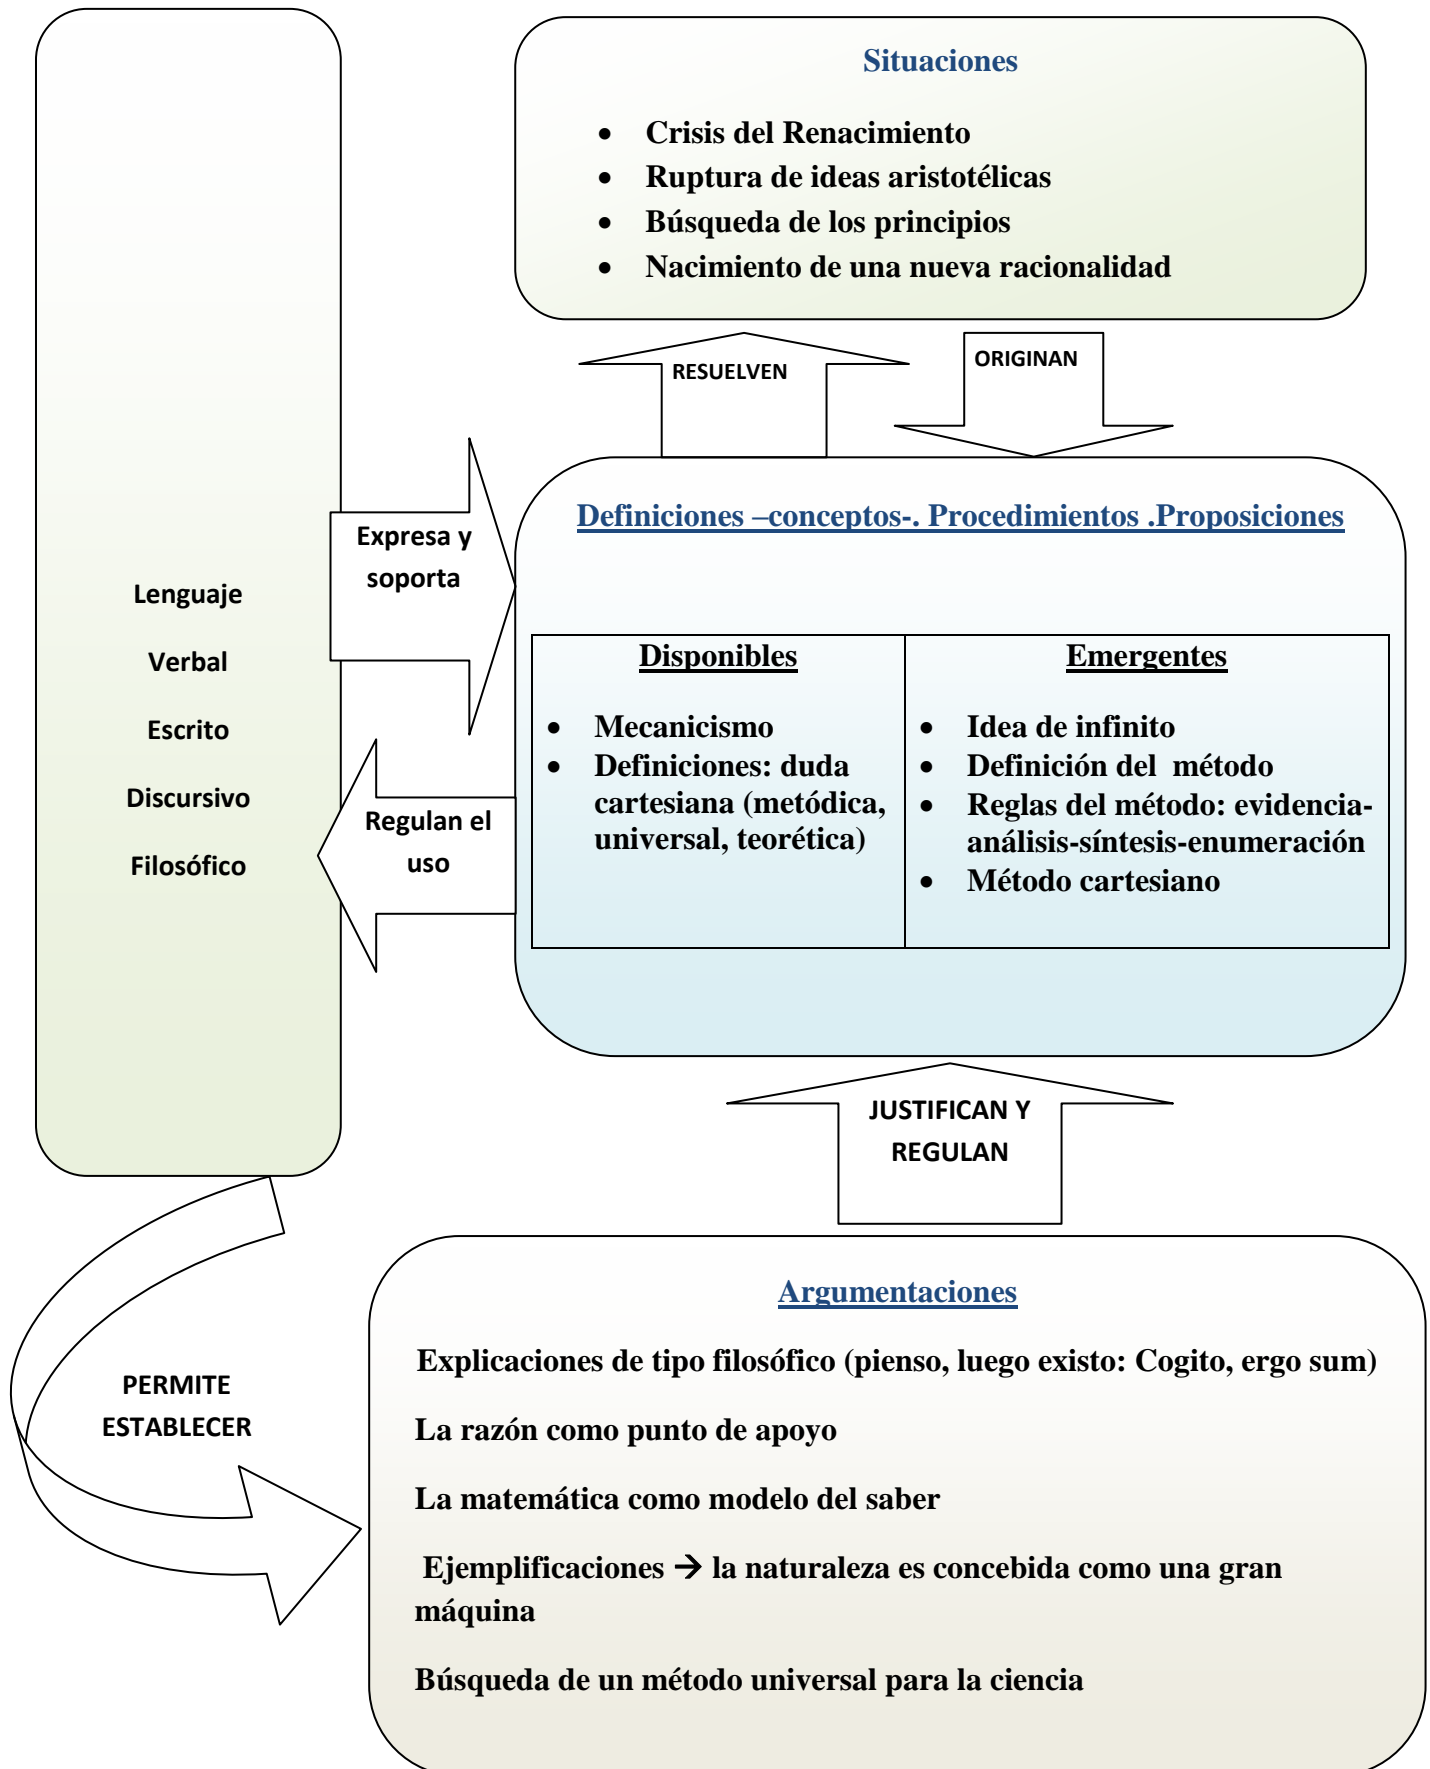 Situaciones
• Crisis del Renacimiento
• Ruptura de ideas aristotélicas
• Búsqueda de los principios
• Nacimiento de una nueva racionalidad
RESUELVEN
ORIGINAN
Lenguaje
Verbal
Escrito
Discursivo
Filosófico
Expresa y
soporta
Regulan el
uso
Definiciones –conceptos-. Procedimientos .Proposiciones
Disponibles
• Mecanicismo
• Definiciones: duda
cartesiana (metódica,
universal, teorética)
Emergentes
• Idea de infinito
• Definición del método
• Reglas del método: evidencia-
análisis-síntesis-enumeración
• Método cartesiano
JUSTIFICAN Y
REGULAN
PERMITE
ESTABLECER
Argumentaciones
Explicaciones de tipo filosófico (pienso, luego existo: Cogito, ergo sum)
La razón como punto de apoyo
La matemática como modelo del saber
Ejemplificaciones → la naturaleza es concebida como una gran
máquina
Búsqueda de un método universal para la ciencia